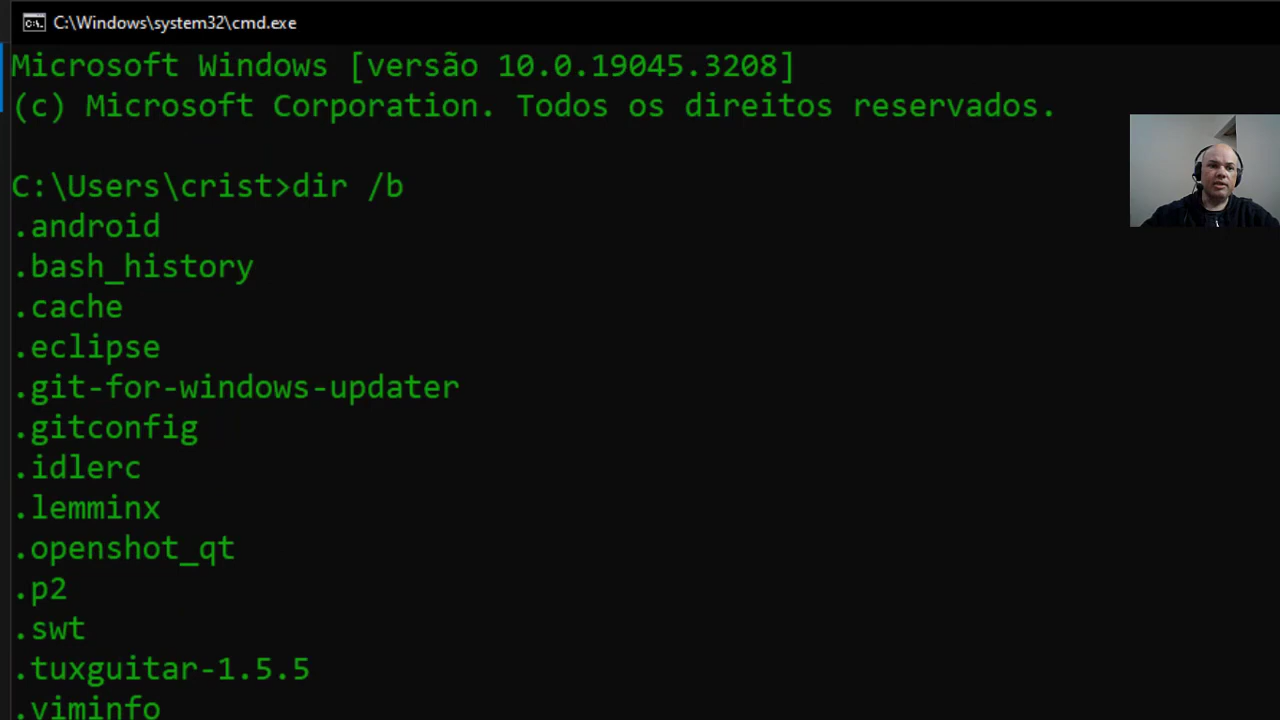 C:\Windows\system32\cmd.exe
Microsoft Windows [versão 10.0.19045.3208]
(c) Microsoft Corporation. Todos os direitos reservados.
C:\Users\crist>dir /b
.android
.bash_history
.cache
.eclipse
.git-for-windows-updater
.gitconfig
.idlerc
.lemminx
.openshot_qt
.p2
.swt
.tuxguitar-1.5.5
.viminfo